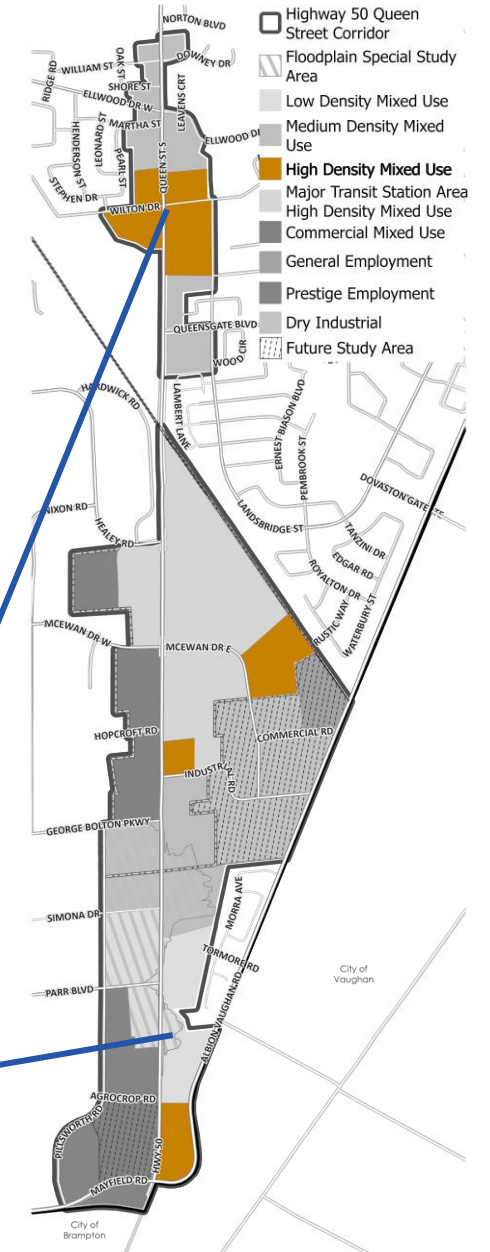 NORTON BLVD
Highway 50 Queen
Street Corridor
Floodplain Special Study
Area
Low Density Mixed Use
Medium Density Mixed
Use
High Density Mixed Use
Major Transit Station Area
High Density Mixed Use
Commercial Mixed Use
General Employment
Prestige Employment
Dry Industrial
Future Study Area
RIDGE RD
WILLIAM ST
OAK ST
DOWNEY DR
SHORE ST
ELLWOOD DR W
LEAVENS CRT
MARTHA ST
HENDERSON ST
LEONARD ST
PEARL ST
QUEEN ST S
STEPHEN DR
WILTON DR
QUEENSGATE BLVD
LAMBERT LANE
HARDWICK RD
ERNEST BIASON BLVD
PEMBROOK ST
LANDSBRIDGE ST
NIXON RD
HEALEY RD
TANZINI DR
EDGAR RD
ROYALTON DR
RUSTIC WAY
WATERBURY ST
MCEWAN DR W
MCEWAN DR E
HOPCROFT RD
COMMERCIAL RD
INDUSTRIAL RD
GEORGE BOLTON PKWY
MORRA AVE
SIMONA DR
TORMORE RD
City of
Vaughan
PARR BLVD
ALBION VAUGHAN RD
AGROCROP RD
PILLSWORTH RD
HWY 50
MAYFIELD RD
City of
Brampton